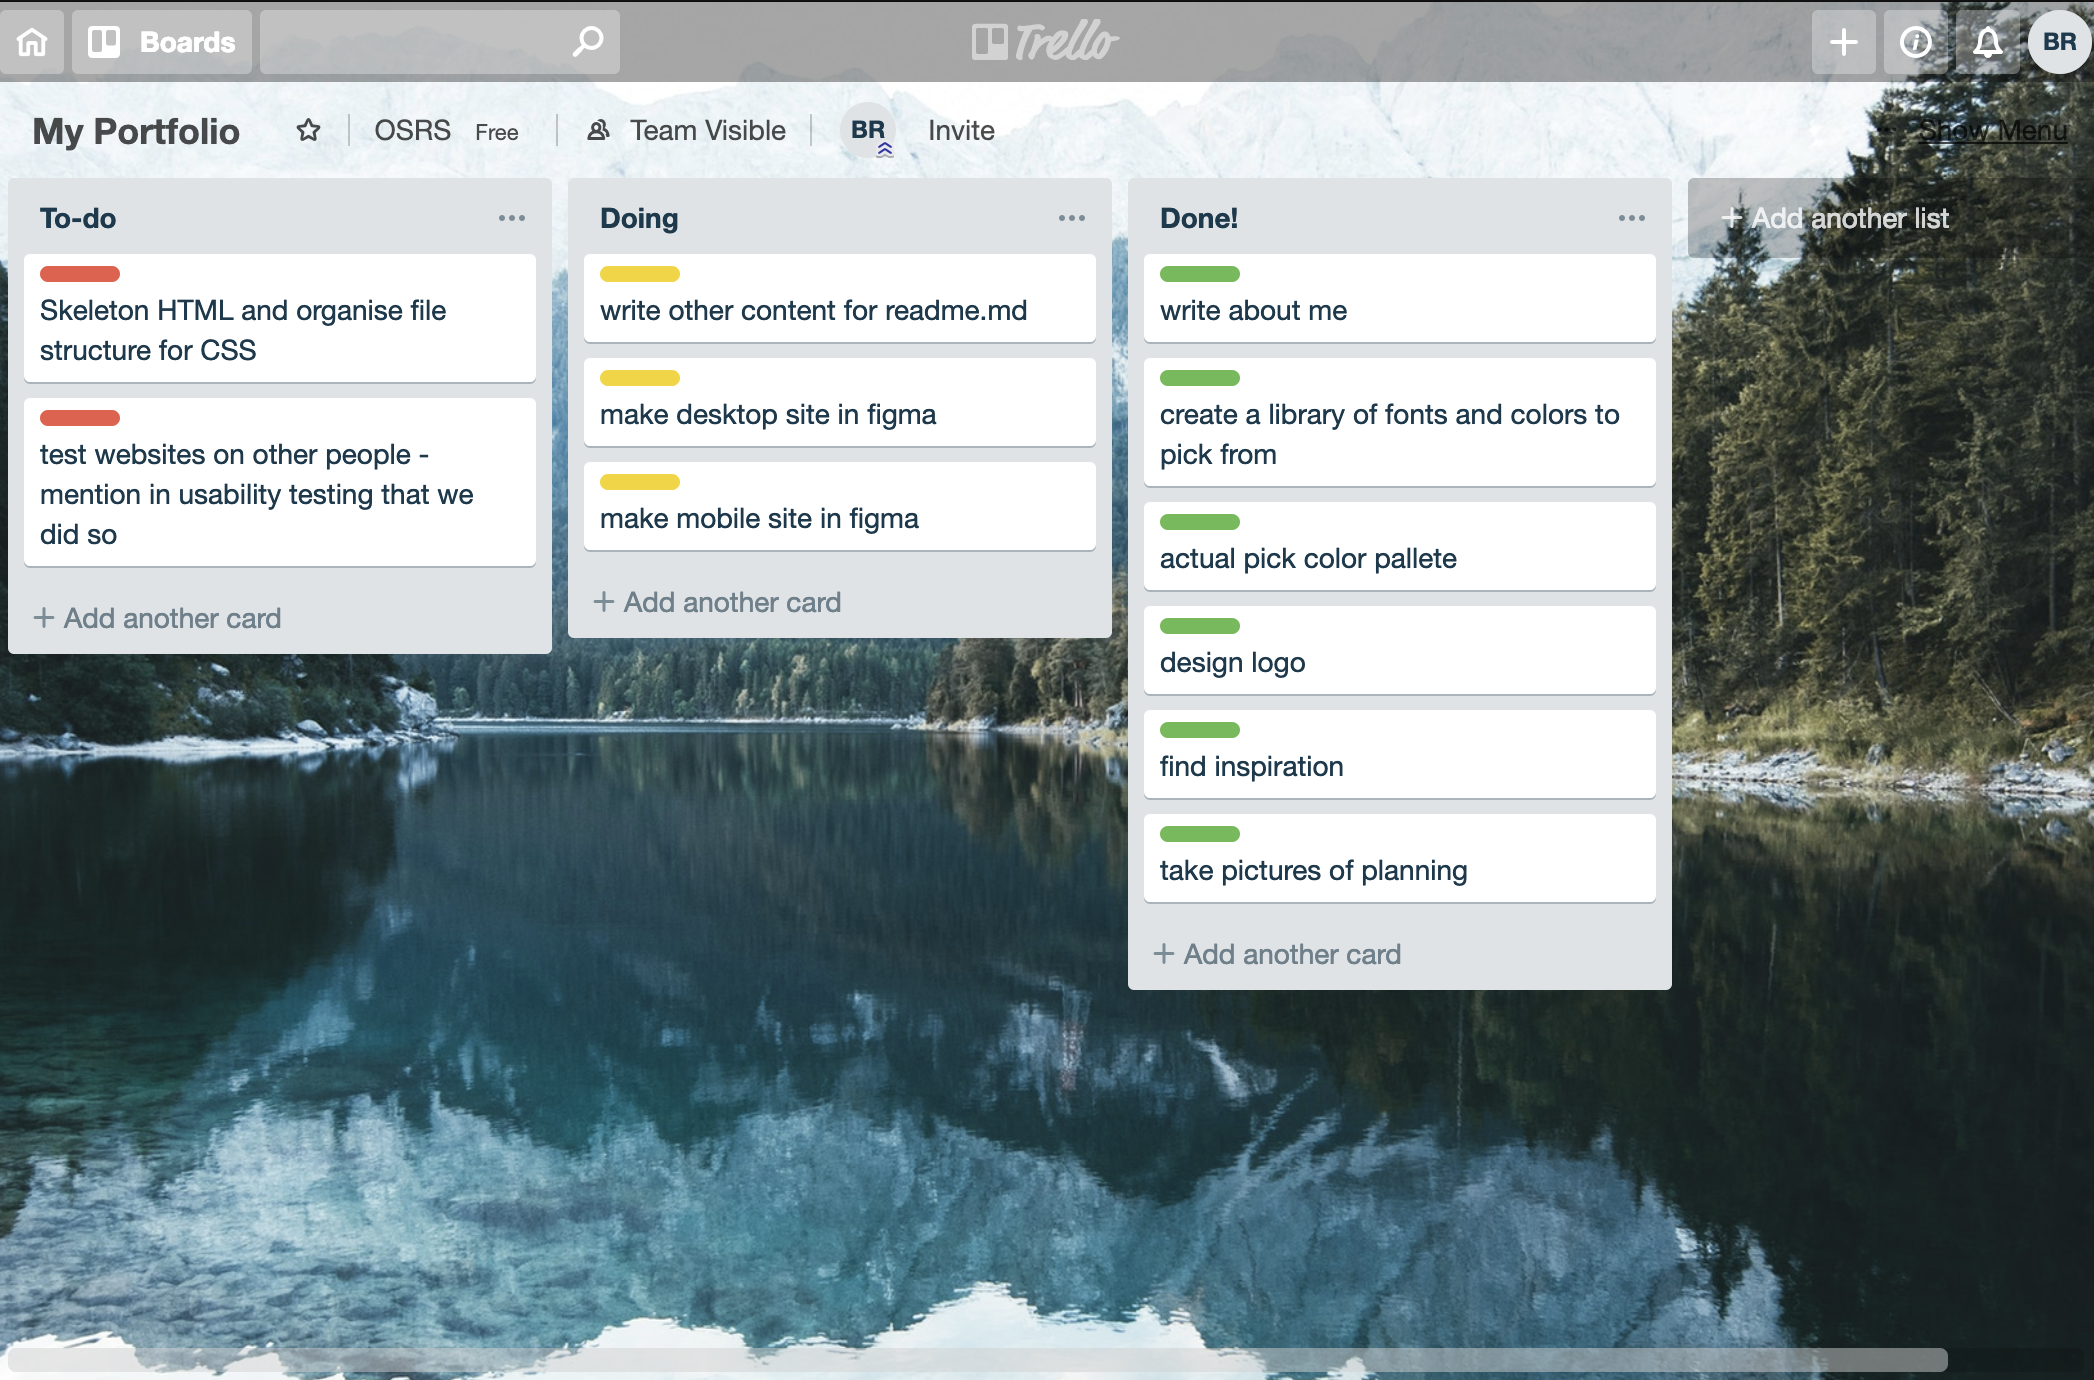 Boards
Trello
BR
My Portfolio
OSRS Free
Team Visible
BR
Invite
Show Menu
To-do
Skeleton HTML and organise file
structure for CSS
test websites on other people -
mention in usability testing that we
did so
+ Add another card
Doing
write other content for readme.md
make desktop site in figma
make mobile site in figma
+ Add another card
Done!
write about me
create a library of fonts and colors to
pick from
actual pick color pallete
design logo
find inspiration
take pictures of planning
+ Add another card
+ Add another list